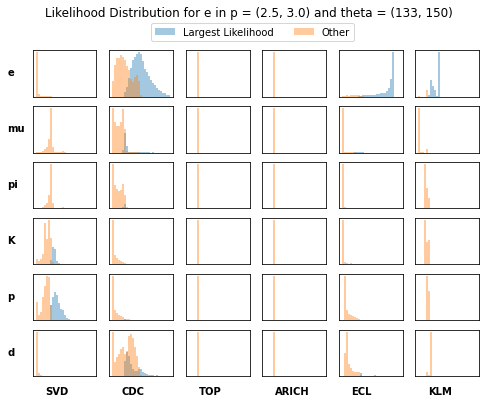 Likelihood Distribution for e in p = (2.5, 3.0) and theta = (133, 150)
Largest Likelihood Other
e
mu
pi
K
p
d
SVD CDC TOP ARICH ECL KLM